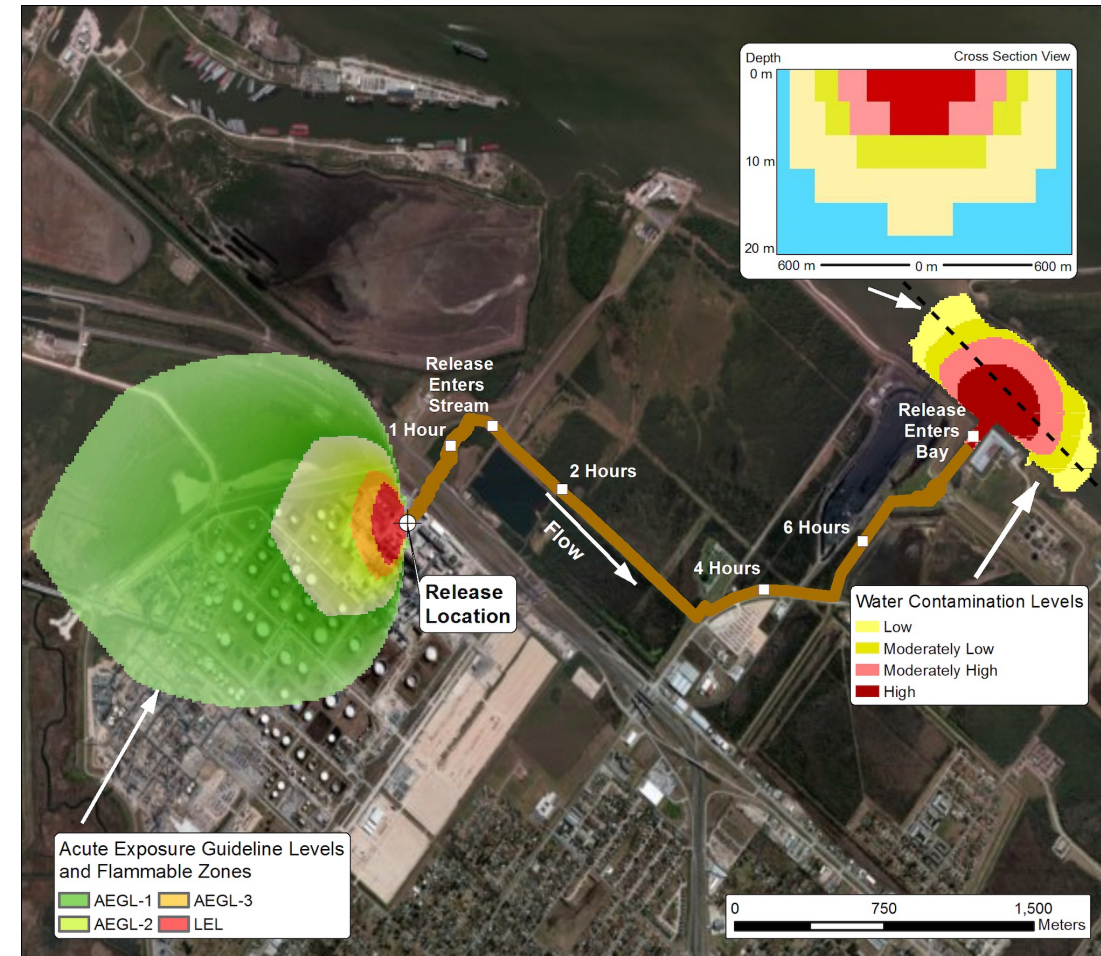 Depth
Cross Section View
0 m
10 m
20 m
600 m
0 m
600 m
Release
Enters
Stream
1 Hour
2 Hours
Flow
4 Hours
6 Hours
Release
Enters
Bay
Release
Location
Water Contamination Levels
Low
Moderately Low
Moderately High
High
Acute Exposure Guideline Levels
and Flammable Zones
AEGL-1
AEGL-3
AEGL-2
LEL
0
750
1,500
Meters